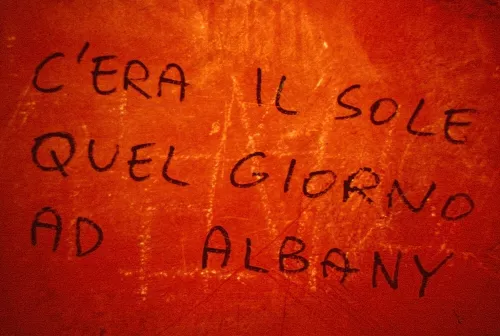 C'ERA IL SOLE
QUEL GIORNO
AD ALBANY